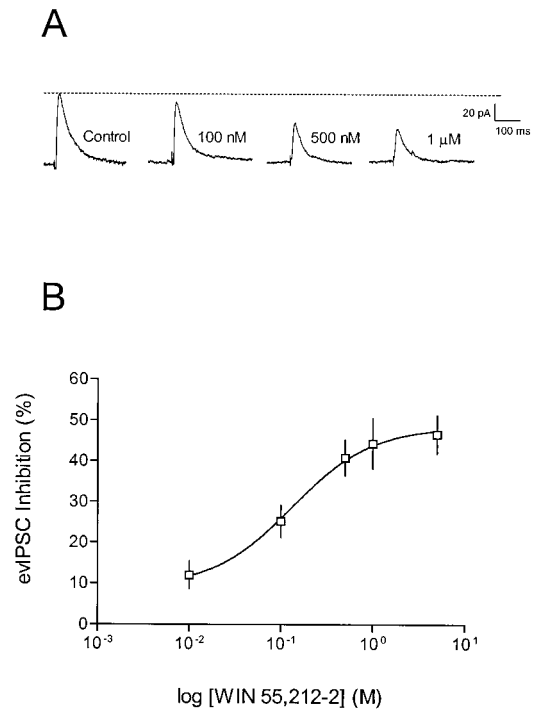 A
Control
100 nM
500 nM
1 μM
20 pA
100 ms
B
evIPSC Inhibition (%)
60
50
40
30
20
10
0
10⁻³
10⁻²
10⁻¹
10⁰
10¹
log [WIN 55,212-2] (M)